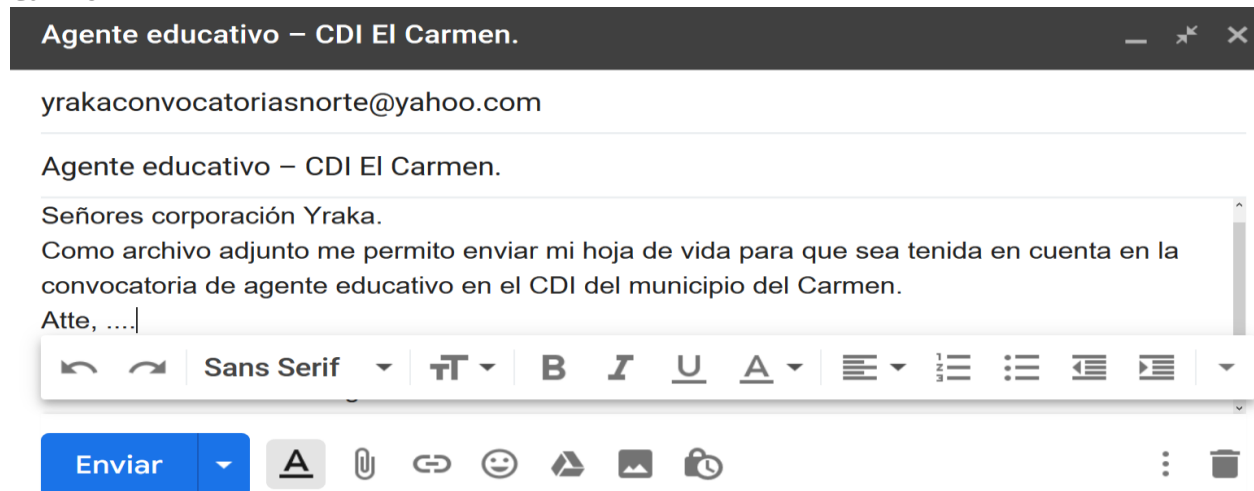 Agente educativo – CDI El Carmen.
yrakaconvocatoriasnorte@yahoo.com
Agente educativo – CDI El Carmen.
Señores corporación Yraka.
Como archivo adjunto me permito enviar mi hoja de vida para que sea tenida en cuenta en la
convocatoria de agente educativo en el CDI del municipio del Carmen.
Atte, ....
Sans Serif
Enviar